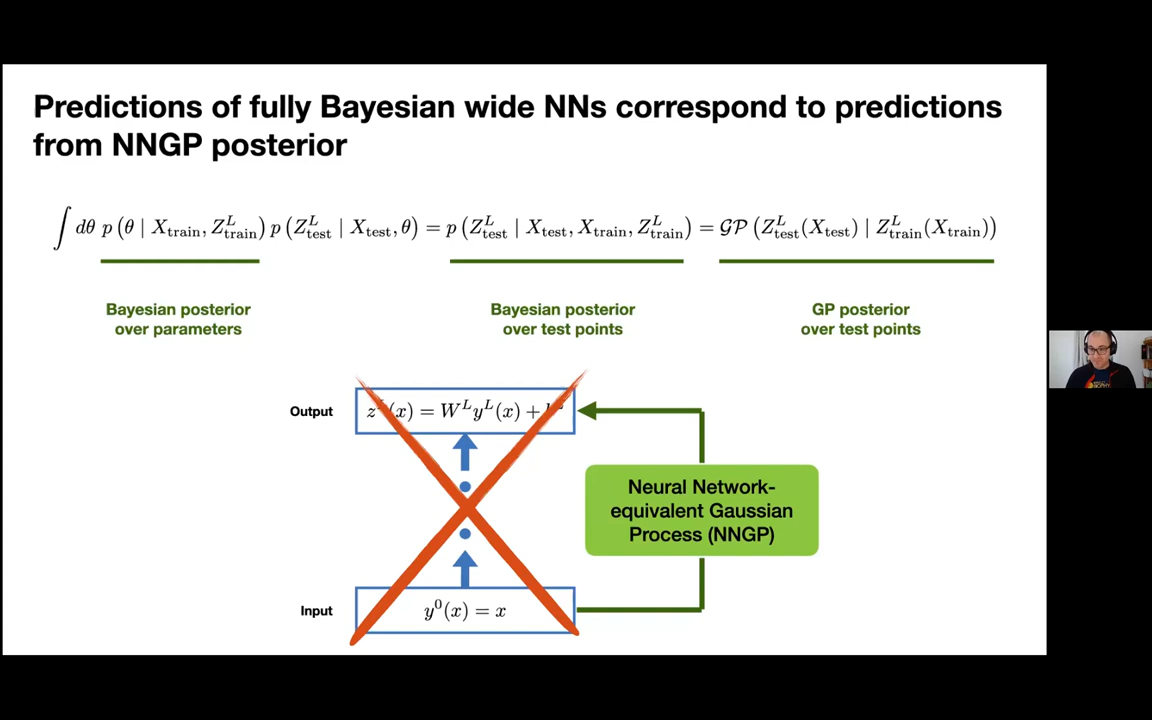 Predictions of fully Bayesian wide NNs correspond to predictions
from NNGP posterior
∫ dθ p (θ | X_train, Z^L_train) p (Z^L_test | X_test, θ) = p (Z^L_test | X_test, X_train, Z^L_train) = 𝒢𝒫 (Z^L_test(X_test) | Z^L_train(X_train))
Bayesian posterior
over parameters
Bayesian posterior
over test points
GP posterior
over test points
Output
z (x) = W^L y^L(x) +
Neural Network-
equivalent Gaussian
Process (NNGP)
Input
y^0(x) = x